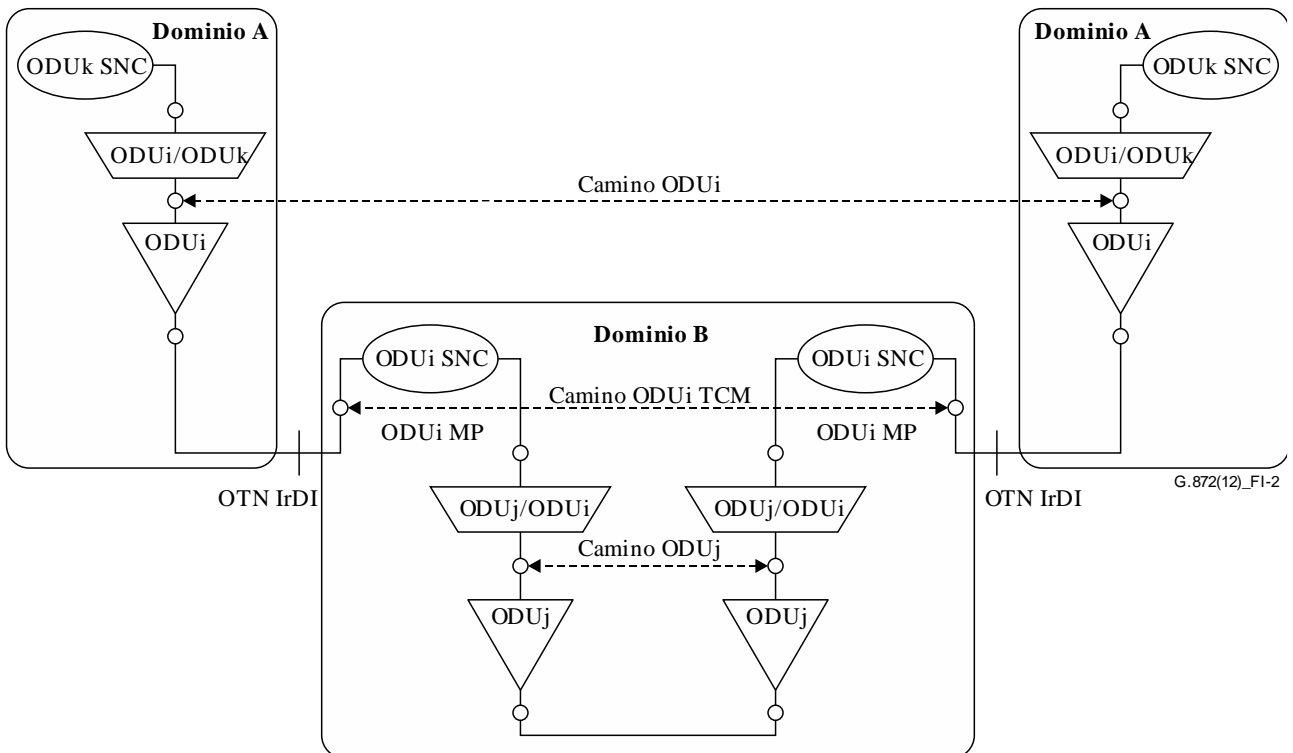 Dominio A
Dominio A
ODUk SNC
ODUk SNC
ODUi/ODUk
ODUi/ODUk
Camino ODUi
ODUi
ODUi
Dominio B
ODUi SNC
ODUi SNC
Camino ODUi TCM
ODUi MP
ODUi MP
OTN IrDI
OTN IrDI
G.872(12)_FI-2
ODUj/ODUi
ODUj/ODUi
Camino ODUj
ODUj
ODUj